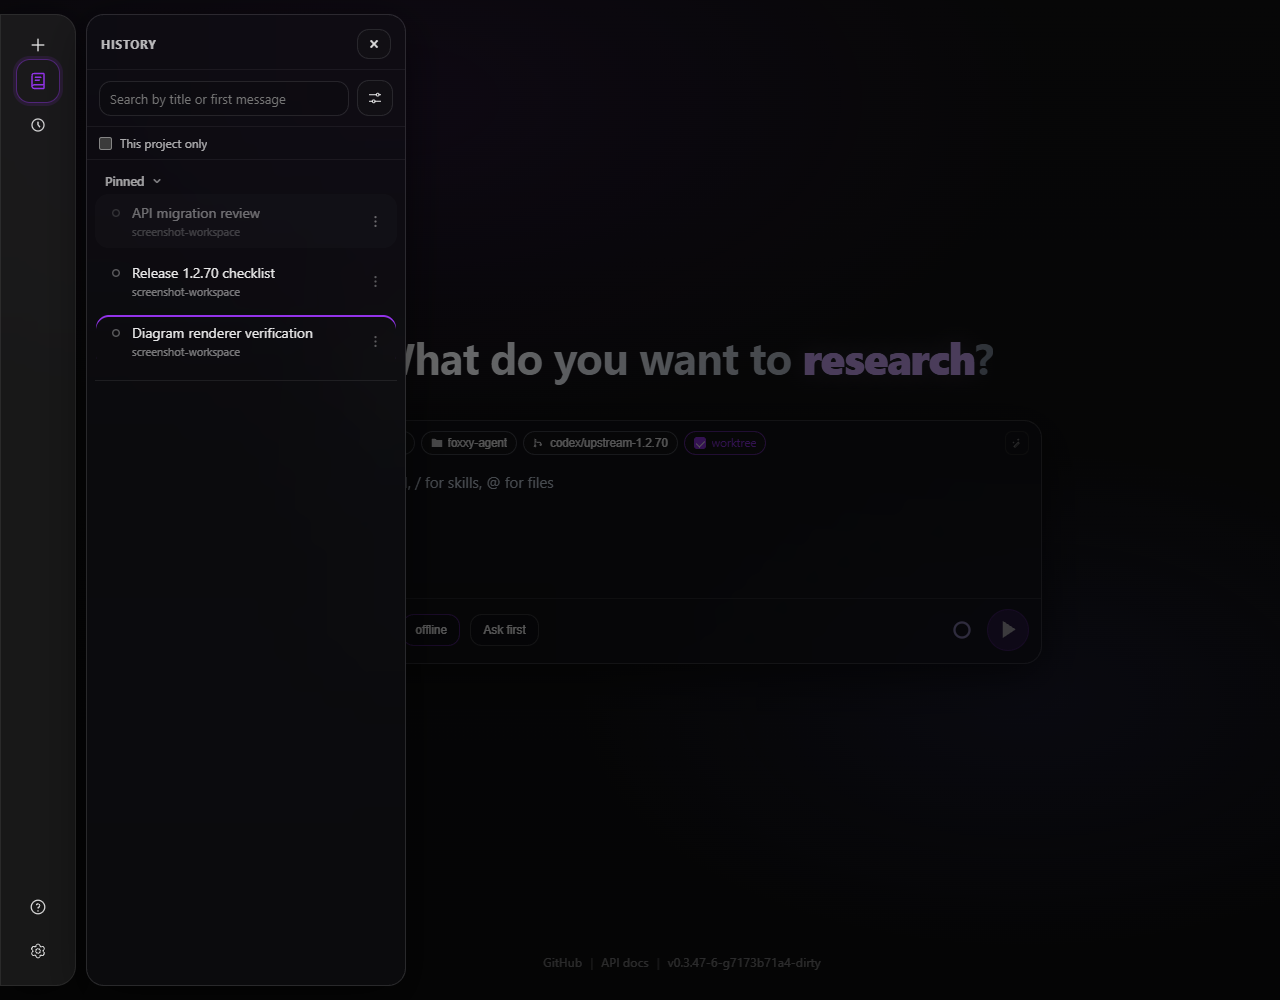 HISTORY
Search by title or first message
This project only
Pinned
API migration review
screenshot-workspace
Release 1.2.70 checklist
screenshot-workspace
Diagram renderer verification
screenshot-workspace
hat do you want to research?
foxxy-agent
codex/upstream-1.2.70
worktree
, / for skills, @ for files
offline
Ask first
GitHub | API docs | v0.3.47-6-g7173b71a4-dirty